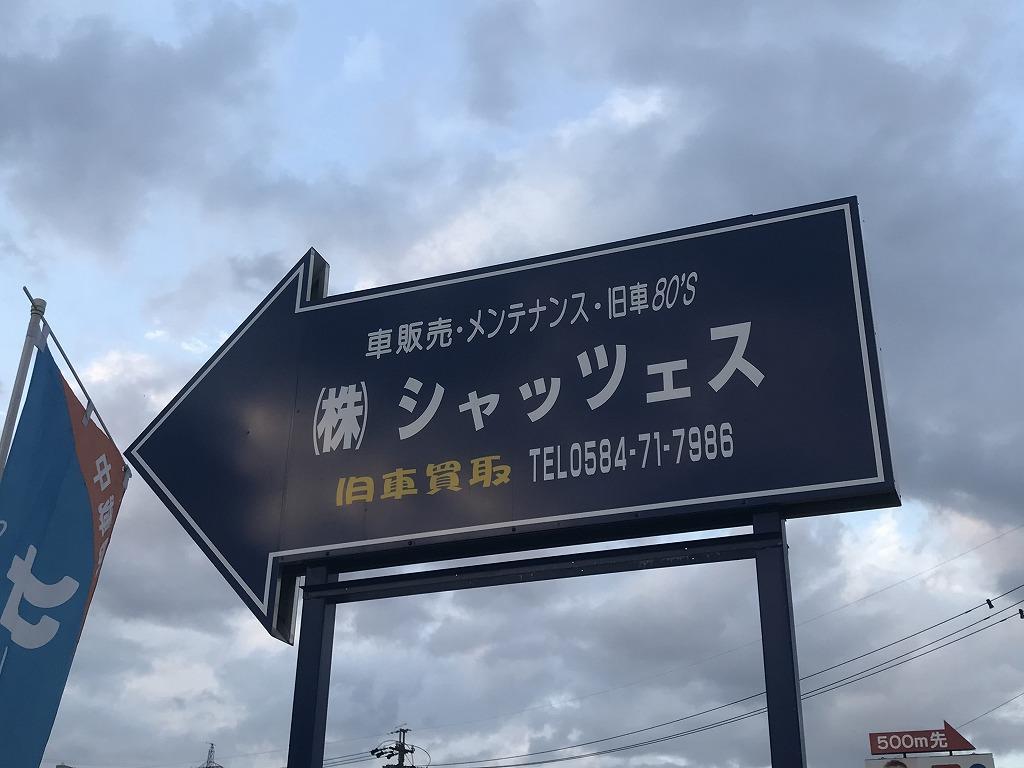 車販売・メンテナンス・旧車80'S
(株)シャッツェス
旧車買取 TEL0584-71-7986
500m先